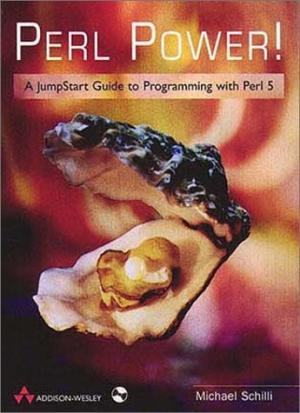 PERL POWER!
A JumpStart Guide to Programming with Perl 5
ADDISON-WESLEY
Michael Schilli